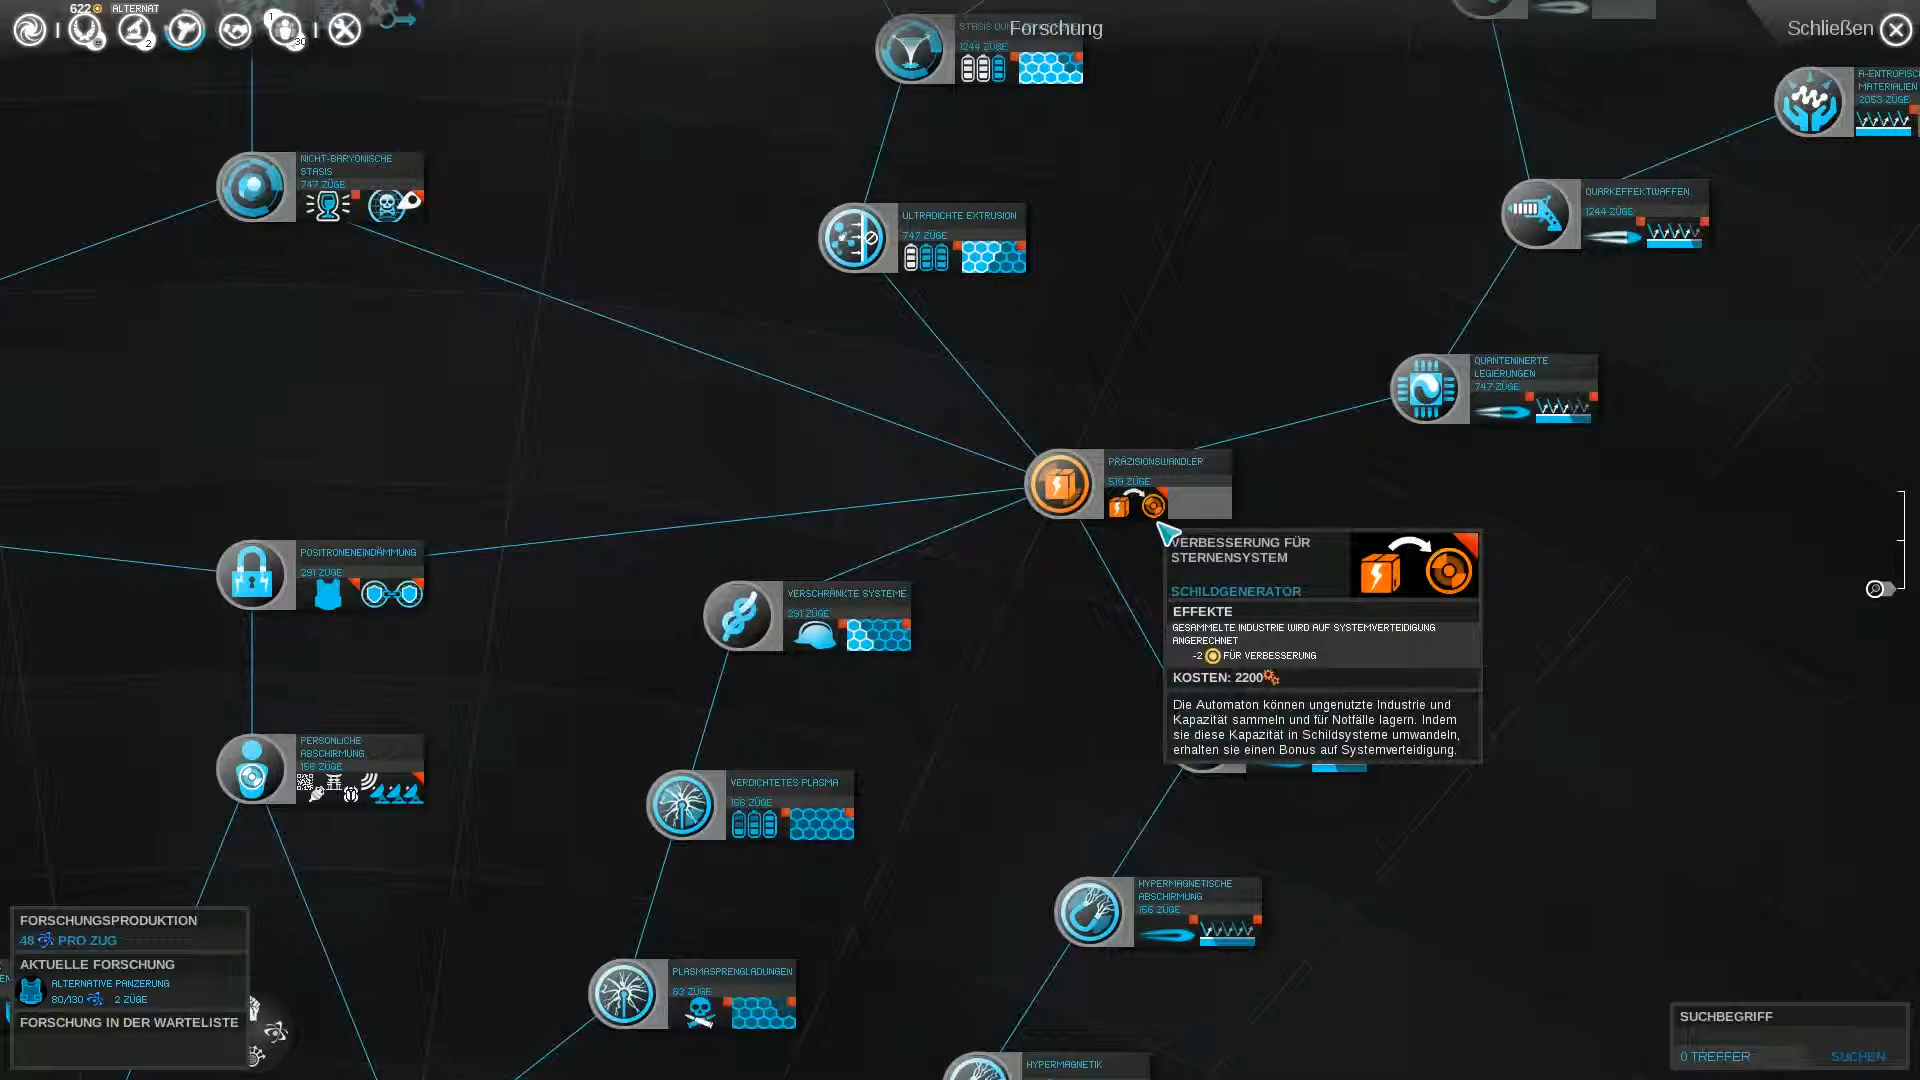 622
ALTERNAT
2
1
30
Forschung
Schließen
1244 ZÜGE
MATERIALIEN
2053 ZÜGE
NICHT-BARYONISCHE
STASIS
747 ZÜGE
ULTRADICHTE EXTRUSION
747 ZÜGE
QUARKEFFEKTWAFFEN
1244 ZÜGE
QUANTENINERTE
LEGIERUNGEN
747 ZÜGE
PRÄZISIONSWANDLER
519 ZÜGE
POSITRONENEINDÄMMUNG
291 ZÜGE
VERSCHRÄNKTE SYSTEME
291 ZÜGE
VERBESSERUNG FÜR
STERNENSYSTEM
SCHILDGENERATOR
EFFEKTE
GESAMMELTE INDUSTRIE WIRD AUF SYSTEMVERTEIDIGUNG
ANGERECHNET
-2 FÜR VERBESSERUNG
KOSTEN: 2200
Die Automaton können ungenutzte Industrie und
Kapazität sammeln und für Notfälle lagern. Indem
sie diese Kapazität in Schildsysteme umwandeln,
erhalten sie einen Bonus auf Systemverteidigung.
PERSÖNLICHE
ABSCHIRMUNG
156 ZÜGE
VERDICHTETES PLASMA
156 ZÜGE
HYPERMAGNETISCHE
ABSCHIRMUNG
156 ZÜGE
PLASMASPRENGLADUNGEN
83 ZÜGE
HYPERMAGNETIK
FORSCHUNGSPRODUKTION
48 PRO ZUG
AKTUELLE FORSCHUNG
ALTERNATIVE PANZERUNG
80/130 2 ZÜGE
FORSCHUNG IN DER WARTELISTE
SUCHBEGRIFF
0 TREFFER
SUCHEN